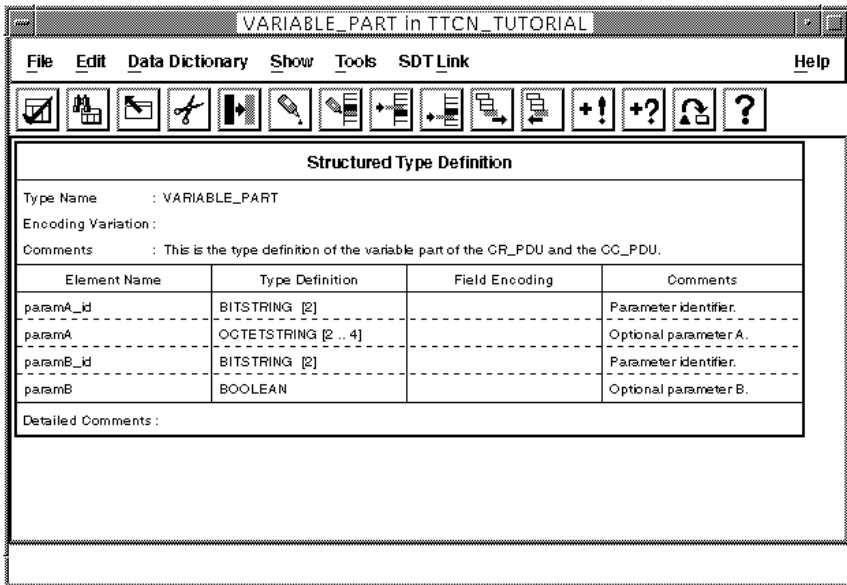 VARIABLE_PART in TTCN_TUTORIAL
File Edit Data Dictionary Show Tools SDT Link Help
+! +? ?
Structured Type Definition
Type Name : VARIABLE_PART
Encoding Variation :
Comments : This is the type definition of the variable part of the CR_PDU and the CC_PDU.
Element Name Type Definition Field Encoding Comments
paramA_id BITSTRING [2] Parameter identifier.
paramA OCTETSTRING [2 .. 4] Optional parameter A.
paramB_id BITSTRING [2] Parameter identifier.
paramB BOOLEAN Optional parameter B.
Detailed Comments :